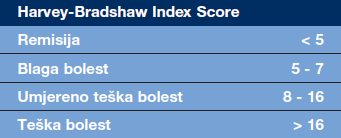 Harvey-Bradshaw Index Score
Remisija < 5
Blaga bolest 5 - 7
Umjereno teška bolest 8 - 16
Teška bolest > 16